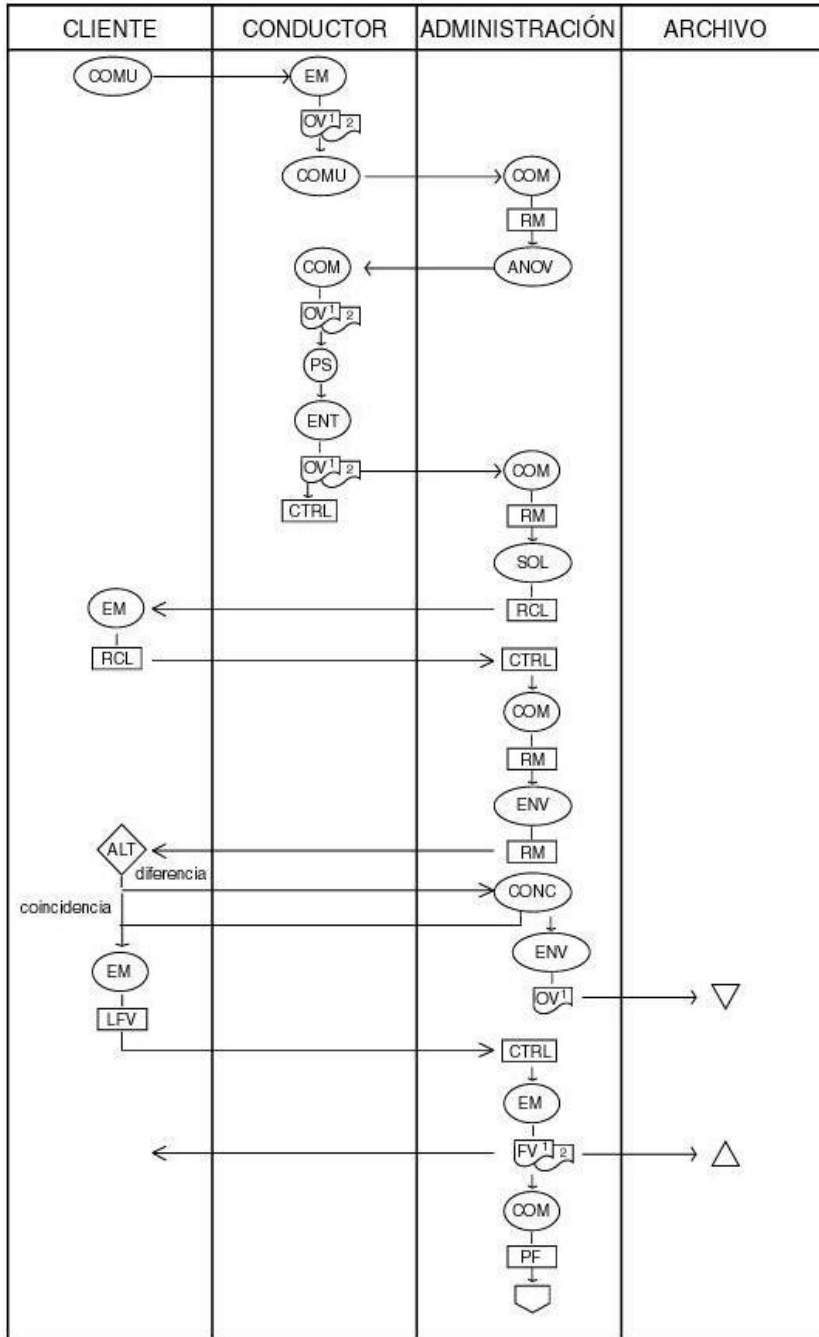 CLIENTE CONDUCTOR ADMINISTRACIÓN ARCHIVO
COMU EM
OV 1 2
COMU COM
RM
COM ANOV
OV 1 2
PS
ENT
OV 1 2 COM
CTRL RM
SOL
EM RCL
RCL CTRL
COM
RM
ENV
ALT RM
diferencia
CONC
coincidencia
ENV
EM
OV 1
LFV
CTRL
EM
FV 1 2
COM
PF